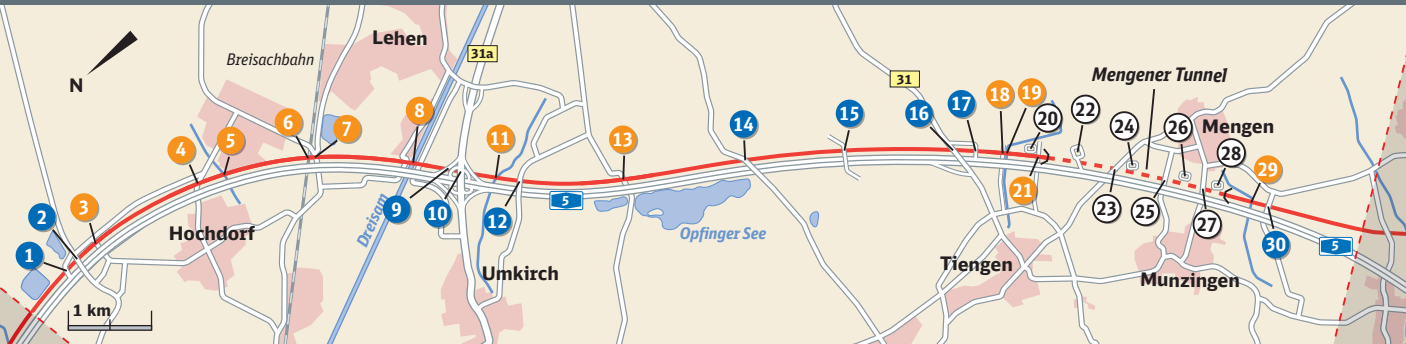 N
Breisachbahn
Lehen
31a
31
Mengener Tunnel
Mengen
1
2
3
4
5
6
7
8
9
10
11
12
13
14
15
16
17
18
19
20
21
22
23
24
25
26
27
28
29
30
Hochdorf
Dreisam
Umkirch
5
Opfinger See
Tiengen
Munzingen
5
1 km